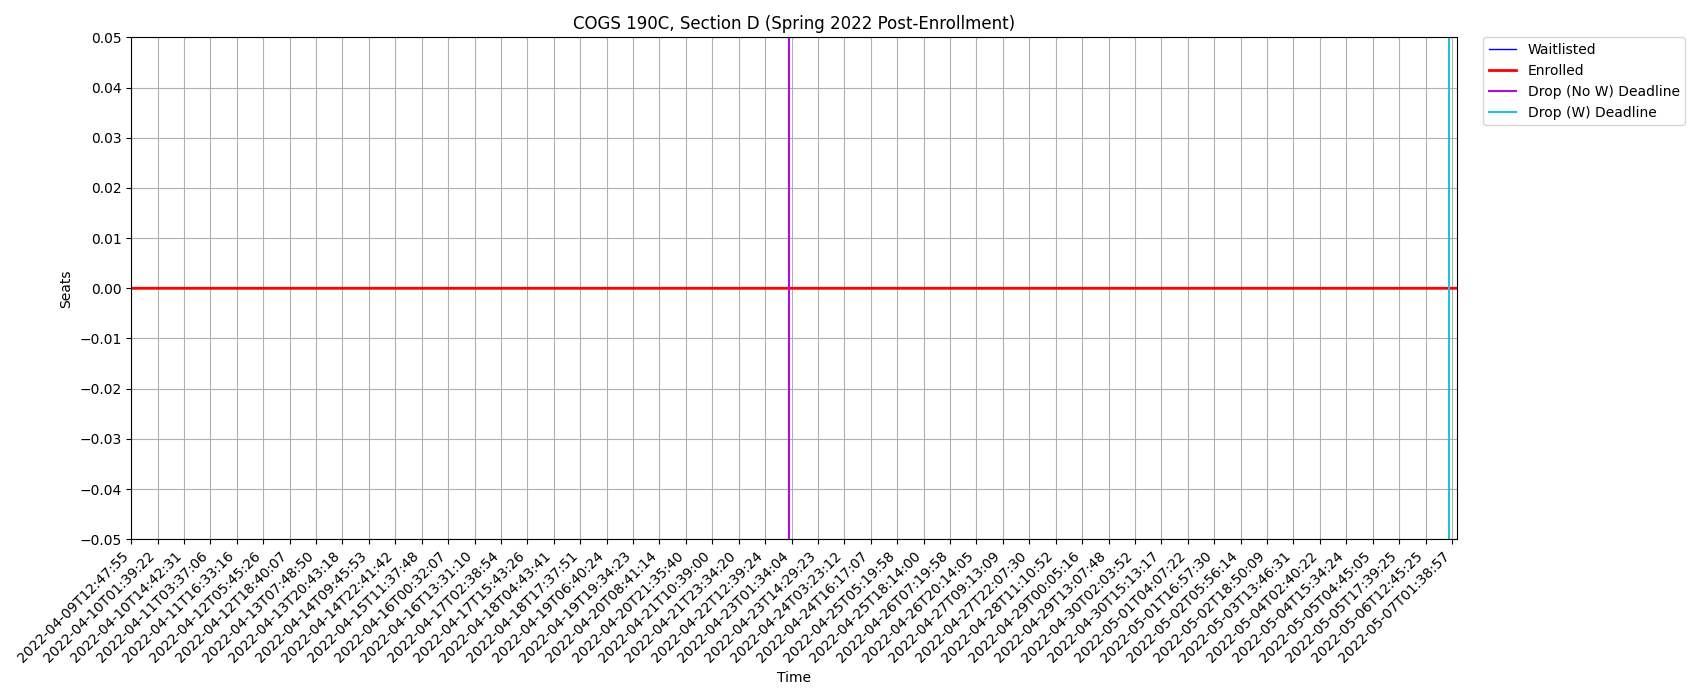 COGS 190C, Section D (Spring 2022 Post-Enrollment)
0.05
0.04
0.03
0.02
0.01
0.00
−0.01
−0.02
−0.03
−0.04
−0.05
Seats
2022-04-09T12:47:55
2022-04-10T01:39:22
2022-04-10T14:42:31
2022-04-11T03:37:06
2022-04-11T16:33:16
2022-04-12T05:45:26
2022-04-12T18:40:07
2022-04-13T07:48:50
2022-04-13T20:43:18
2022-04-14T09:45:53
2022-04-14T22:41:42
2022-04-15T11:37:48
2022-04-16T00:32:07
2022-04-16T13:31:10
2022-04-17T02:38:54
2022-04-17T15:43:26
2022-04-18T04:43:41
2022-04-18T17:37:51
2022-04-19T06:40:24
2022-04-19T19:34:23
2022-04-20T08:41:14
2022-04-20T21:35:40
2022-04-21T10:39:00
2022-04-21T23:34:20
2022-04-22T12:39:24
2022-04-23T01:34:04
2022-04-23T14:29:23
2022-04-24T03:23:12
2022-04-24T16:17:07
2022-04-25T05:19:58
2022-04-25T18:14:00
2022-04-26T07:19:58
2022-04-26T20:14:05
2022-04-27T09:13:09
2022-04-27T22:07:30
2022-04-28T11:10:52
2022-04-29T00:05:16
2022-04-29T13:07:48
2022-04-30T02:03:52
2022-04-30T15:13:17
2022-05-01T04:07:22
2022-05-01T16:57:30
2022-05-02T05:56:14
2022-05-02T18:50:09
2022-05-03T13:46:31
2022-05-04T02:40:22
2022-05-04T15:34:24
2022-05-05T04:45:05
2022-05-05T17:39:25
2022-05-06T12:45:25
2022-05-07T01:38:57
Time
Waitlisted
Enrolled
Drop (No W) Deadline
Drop (W) Deadline